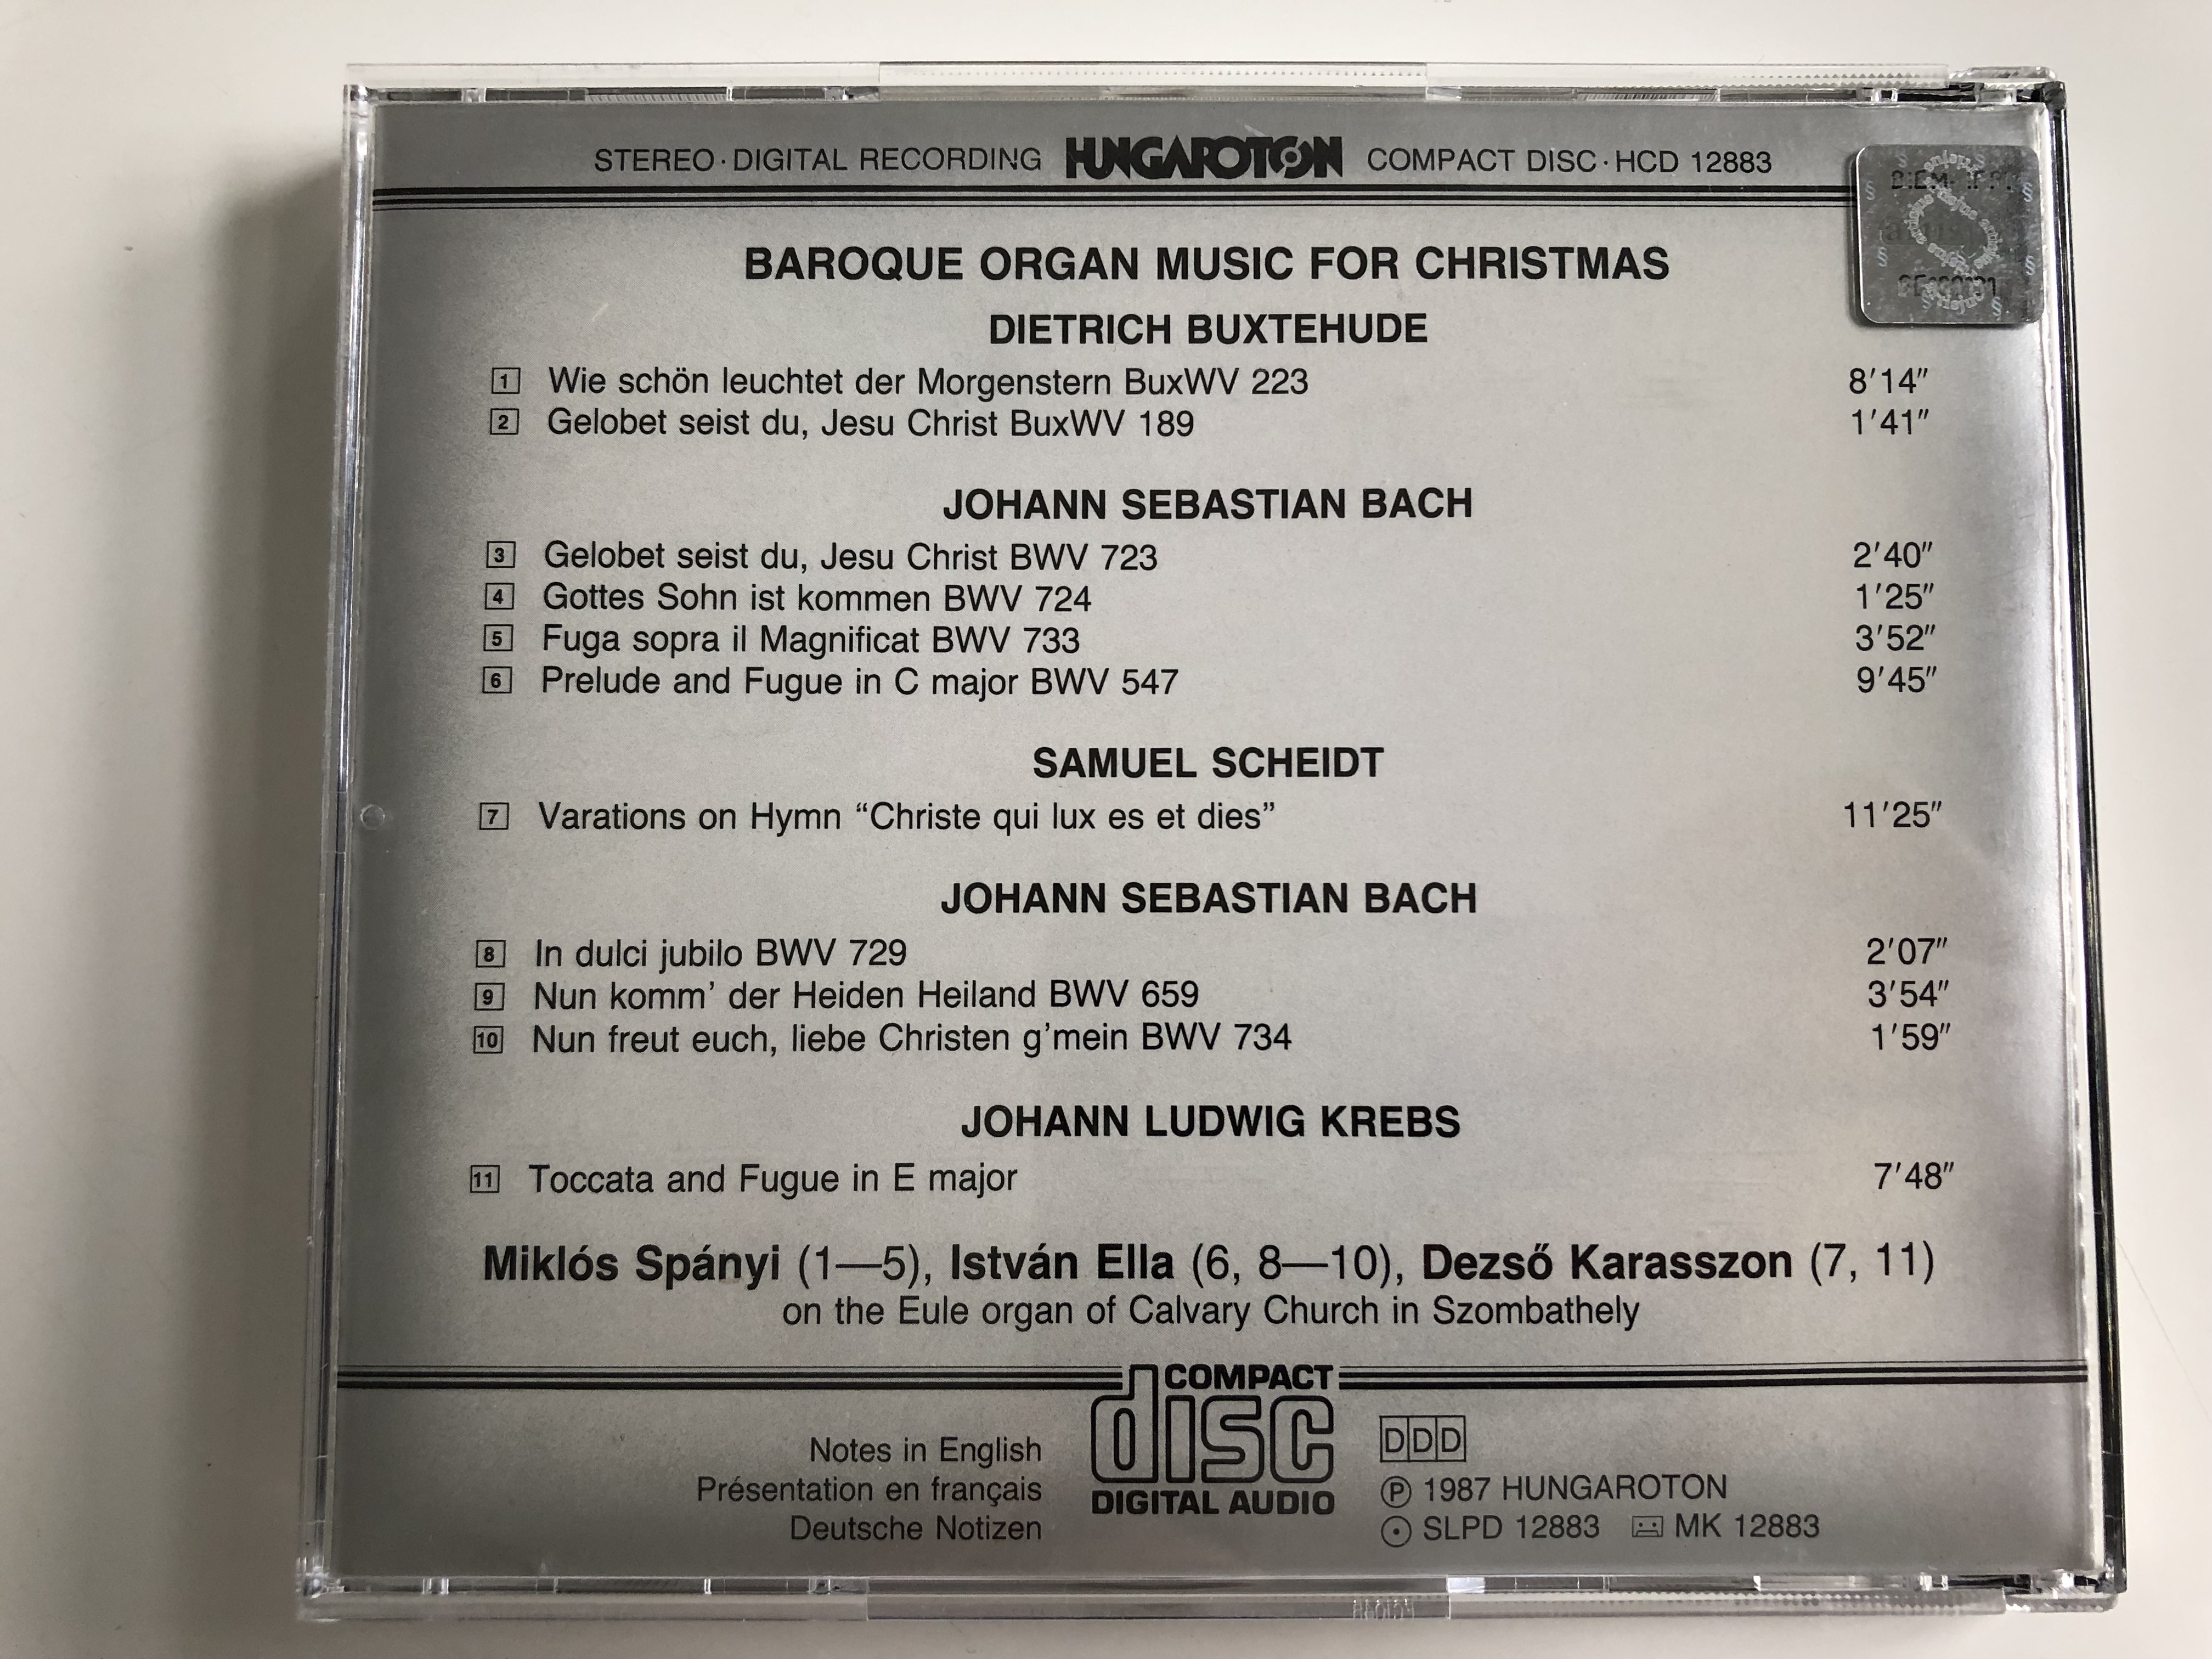 STEREO · DIGITAL RECORDING HUNGAROTON COMPACT DISC · HCD 12883
BAROQUE ORGAN MUSIC FOR CHRISTMAS
DIETRICH BUXTEHUDE
1 Wie schön leuchtet der Morgenstern BuxWV 223 8′14″
2 Gelobet seist du, Jesu Christ BuxWV 189 1′41″
JOHANN SEBASTIAN BACH
3 Gelobet seist du, Jesu Christ BWV 723 2′40″
4 Gottes Sohn ist kommen BWV 724 1′25″
5 Fuga sopra il Magnificat BWV 733 3′52″
6 Prelude and Fugue in C major BWV 547 9′45″
SAMUEL SCHEIDT
7 Varations on Hymn “Christe qui lux es et dies” 11′25″
JOHANN SEBASTIAN BACH
8 In dulci jubilo BWV 729 2′07″
9 Nun komm’ der Heiden Heiland BWV 659 3′54″
10 Nun freut euch, liebe Christen g’mein BWV 734 1′59″
JOHANN LUDWIG KREBS
11 Toccata and Fugue in E major 7′48″
Miklós Spányi (1—5), István Ella (6, 8—10), Dezső Karasszon (7, 11)
on the Eule organ of Calvary Church in Szombathely
COMPACT
disc
DIGITAL AUDIO
Notes in English
Présentation en français
Deutsche Notizen
DDD
Ⓟ 1987 HUNGAROTON
SLPD 12883 MK 12883